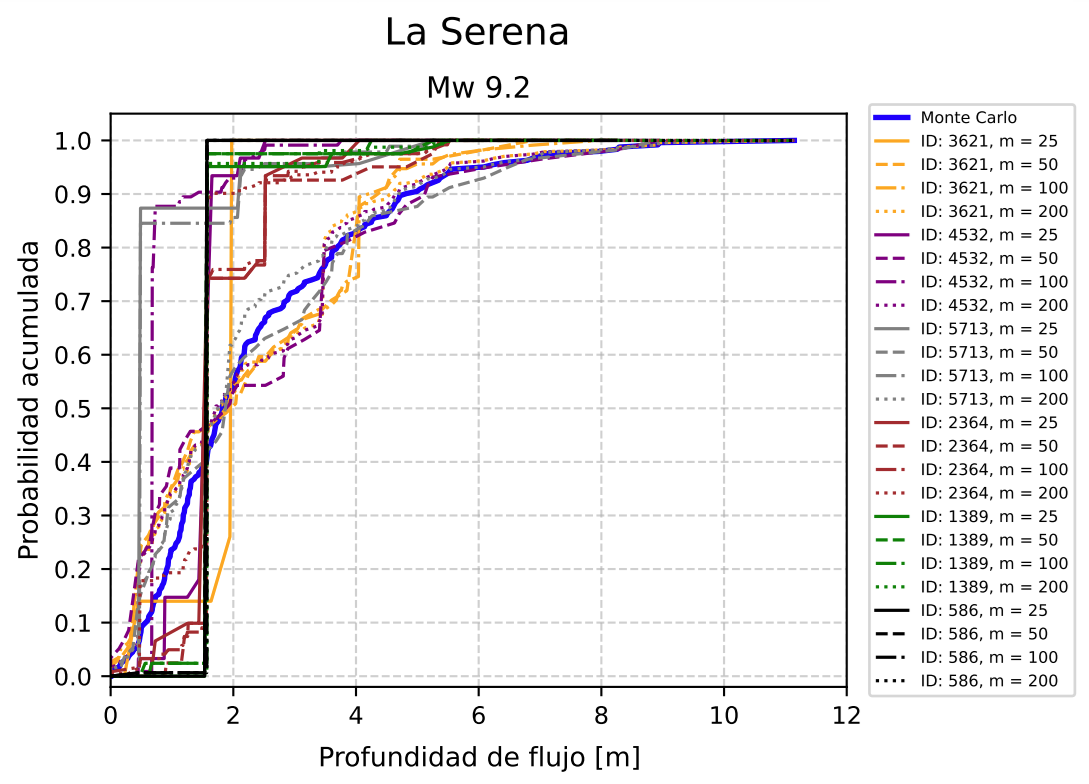 La Serena
Mw 9.2
Probabilidad acumulada
1.0
0.9
0.8
0.7
0.6
0.5
0.4
0.3
0.2
0.1
0.0
0 2 4 6 8 10 12
Profundidad de flujo [m]
Monte Carlo
ID: 3621, m = 25
ID: 3621, m = 50
ID: 3621, m = 100
ID: 3621, m = 200
ID: 4532, m = 25
ID: 4532, m = 50
ID: 4532, m = 100
ID: 4532, m = 200
ID: 5713, m = 25
ID: 5713, m = 50
ID: 5713, m = 100
ID: 5713, m = 200
ID: 2364, m = 25
ID: 2364, m = 50
ID: 2364, m = 100
ID: 2364, m = 200
ID: 1389, m = 25
ID: 1389, m = 50
ID: 1389, m = 100
ID: 1389, m = 200
ID: 586, m = 25
ID: 586, m = 50
ID: 586, m = 100
ID: 586, m = 200